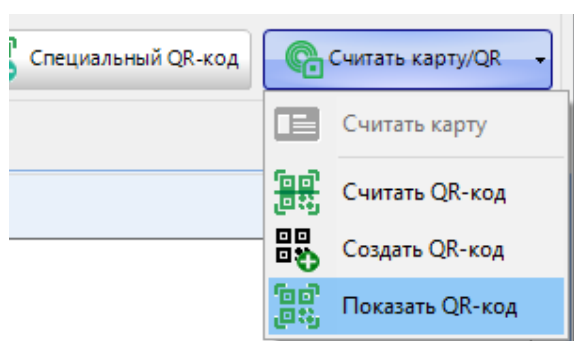 Специальный QR-код
Считать карту/QR
Считать карту
Считать QR-код
Создать QR-код
Показать QR-код